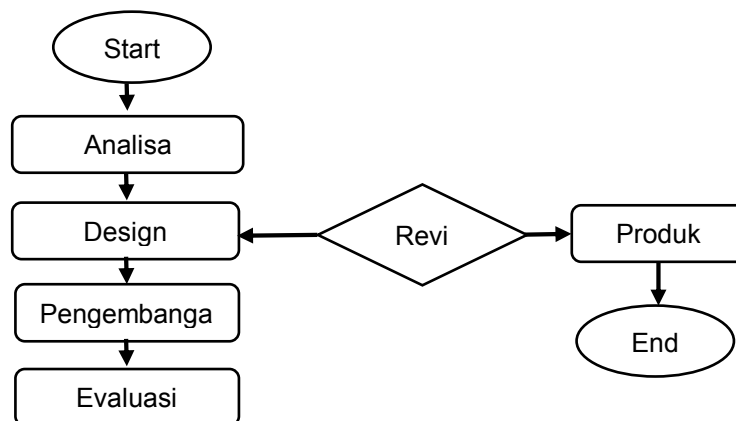 Start
Analisa
Design
Revi
Produk
Pengembanga
End
Evaluasi